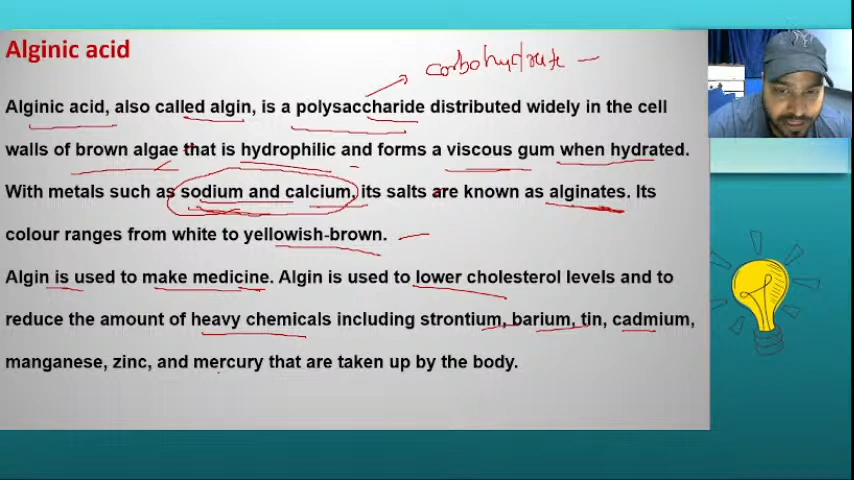 Alginic acid
carbohydrate
Alginic acid, also called algin, is a polysaccharide distributed widely in the cell
walls of brown algae that is hydrophilic and forms a viscous gum when hydrated.
With metals such as sodium and calcium, its salts are known as alginates. Its
colour ranges from white to yellowish-brown.
Algin is used to make medicine. Algin is used to lower cholesterol levels and to
reduce the amount of heavy chemicals including strontium, barium, tin, cadmium,
manganese, zinc, and mercury that are taken up by the body.